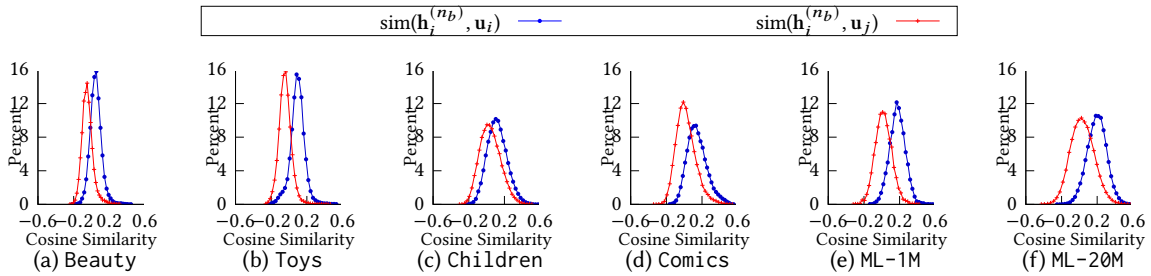 sim(h_i^(n_b), u_i) sim(h_i^(n_b), u_j)
16 12 8 4 0 Percent −0.6 −0.2 0.2 0.6 Cosine Similarity
16 12 8 4 0 Percent −0.6 −0.2 0.2 0.6 Cosine Similarity
16 12 8 4 0 Percent −0.6 −0.2 0.2 0.6 Cosine Similarity
16 12 8 4 0 Percent −0.6 −0.2 0.2 0.6 Cosine Similarity
16 12 8 4 0 Percent −0.6 −0.2 0.2 0.6 Cosine Similarity
16 12 8 4 0 Percent −0.6 −0.2 0.2 0.6 Cosine Similarity
(a) Beauty (b) Toys (c) Children (d) Comics (e) ML-1M (f) ML-20M